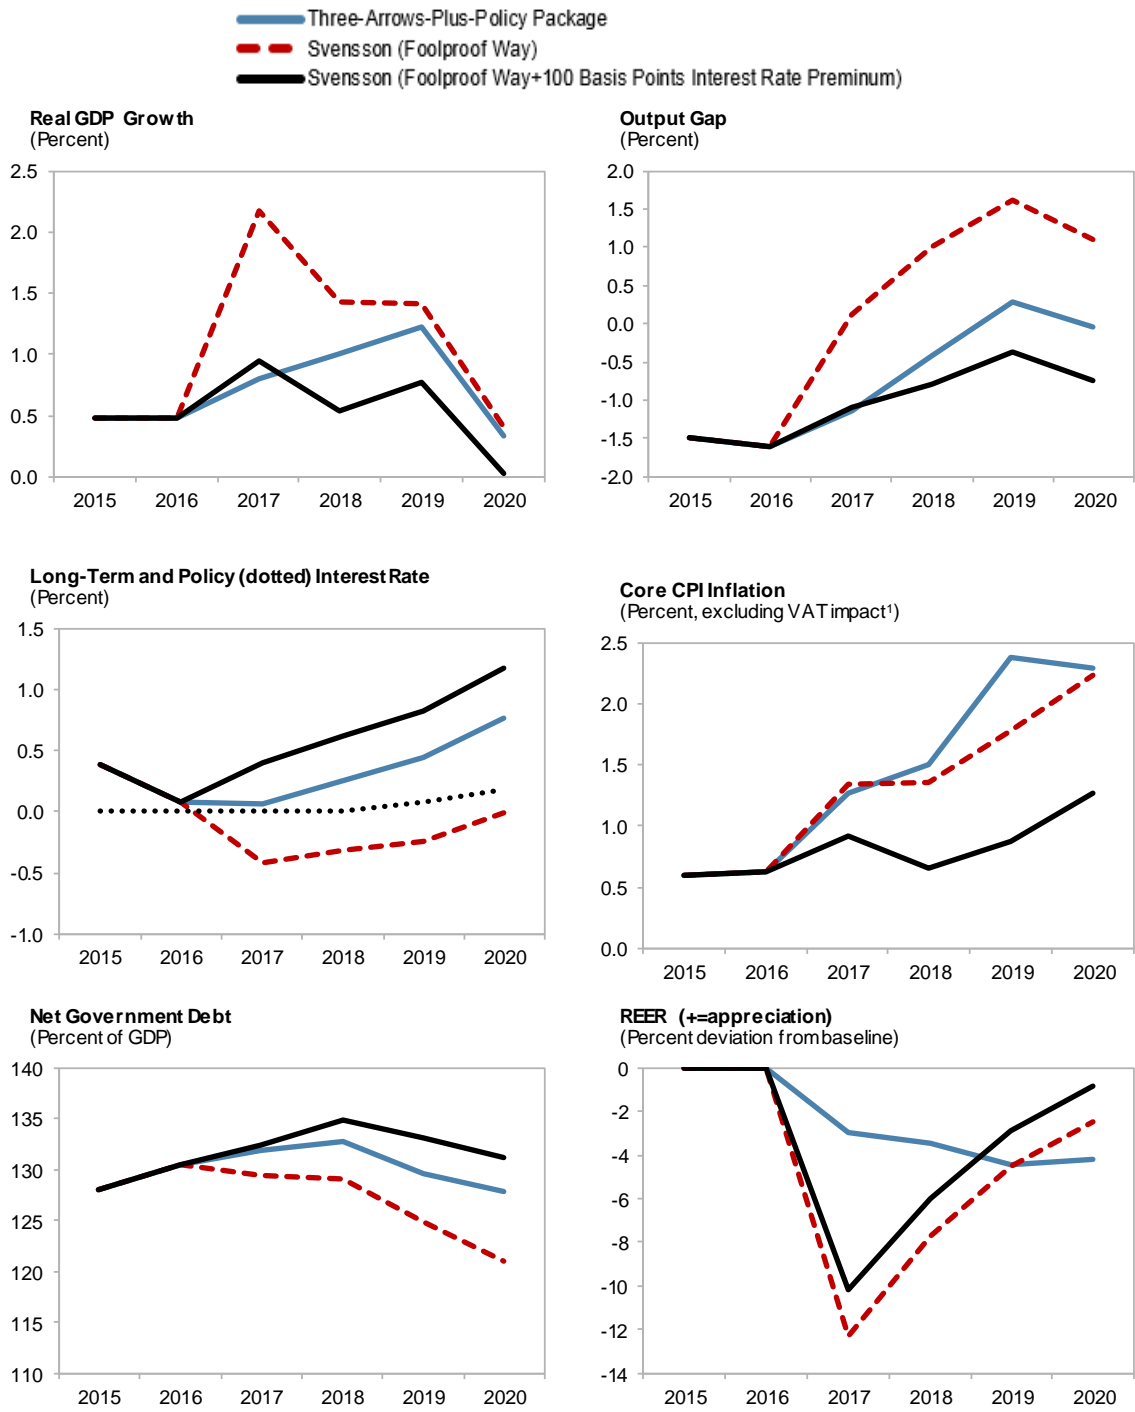 Three-Arrows-Plus-Policy Package
Svensson (Foolproof Way)
Svensson (Foolproof Way+100 Basis Points Interest Rate Preminum)
Real GDP Growth
(Percent)
2.5
2.0
1.5
1.0
0.5
0.0
2015 2016 2017 2018 2019 2020
Output Gap
(Percent)
2.0
1.5
1.0
0.5
0.0
-0.5
-1.0
-1.5
-2.0
2015 2016 2017 2018 2019 2020
Long-Term and Policy (dotted) Interest Rate
(Percent)
1.5
1.0
0.5
0.0
-0.5
-1.0
2015 2016 2017 2018 2019 2020
Core CPI Inflation
(Percent, excluding VAT impact¹)
2.5
2.0
1.5
1.0
0.5
0.0
2015 2016 2017 2018 2019 2020
Net Government Debt
(Percent of GDP)
140
135
130
125
120
115
110
2015 2016 2017 2018 2019 2020
REER (+=appreciation)
(Percent deviation from baseline)
0
-2
-4
-6
-8
-10
-12
-14
2015 2016 2017 2018 2019 2020